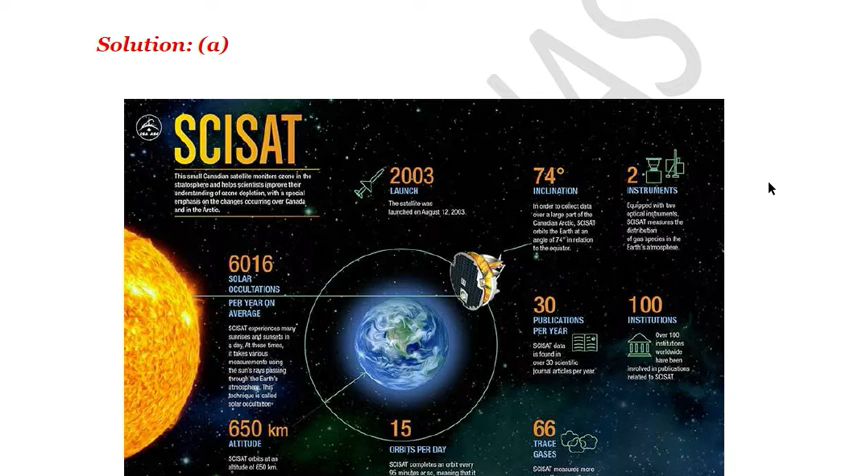 Solution: (a)
IAS
SCISAT
This small Canadian satellite monitors ozone in the
stratosphere and helps scientists improve their
understanding of ozone depletion, with a special
emphasis on the changes occurring over Canada
and in the Arctic.
2003
LAUNCH
The satellite was
launched on August 12, 2003.
74°
INCLINATION
In order to collect data
over a large part of the
Canadian Arctic, SCISAT
orbits the Earth at an
angle of 74° in relation
to the equator.
2
INSTRUMENTS
Equipped with two
optical instruments,
SCISAT measures the
distribution
of gas species in the
Earth's atmosphere.
6016
SOLAR
OCCULTATIONS
PER YEAR ON
AVERAGE
SCISAT experiences many
sunrises and sunsets in
a day. At these times,
it takes various
measurements using
the sun's rays passing
through the Earth's
atmosphere. This
technique is called
solar occultation.
30
PUBLICATIONS
PER YEAR
SCISAT data
is found in
over 30 scientific
journal articles per year.
100
INSTITUTIONS
Over 100
institutions
worldwide
have been
involved in publications
related to SCISAT.
650 km
ALTITUDE
SCISAT orbits at an
altitude of 650 km.
15
ORBITS PER DAY
SCISAT completes an orbit every
95 minutes or so, meaning that it
66
TRACE
GASES
SCISAT measures more